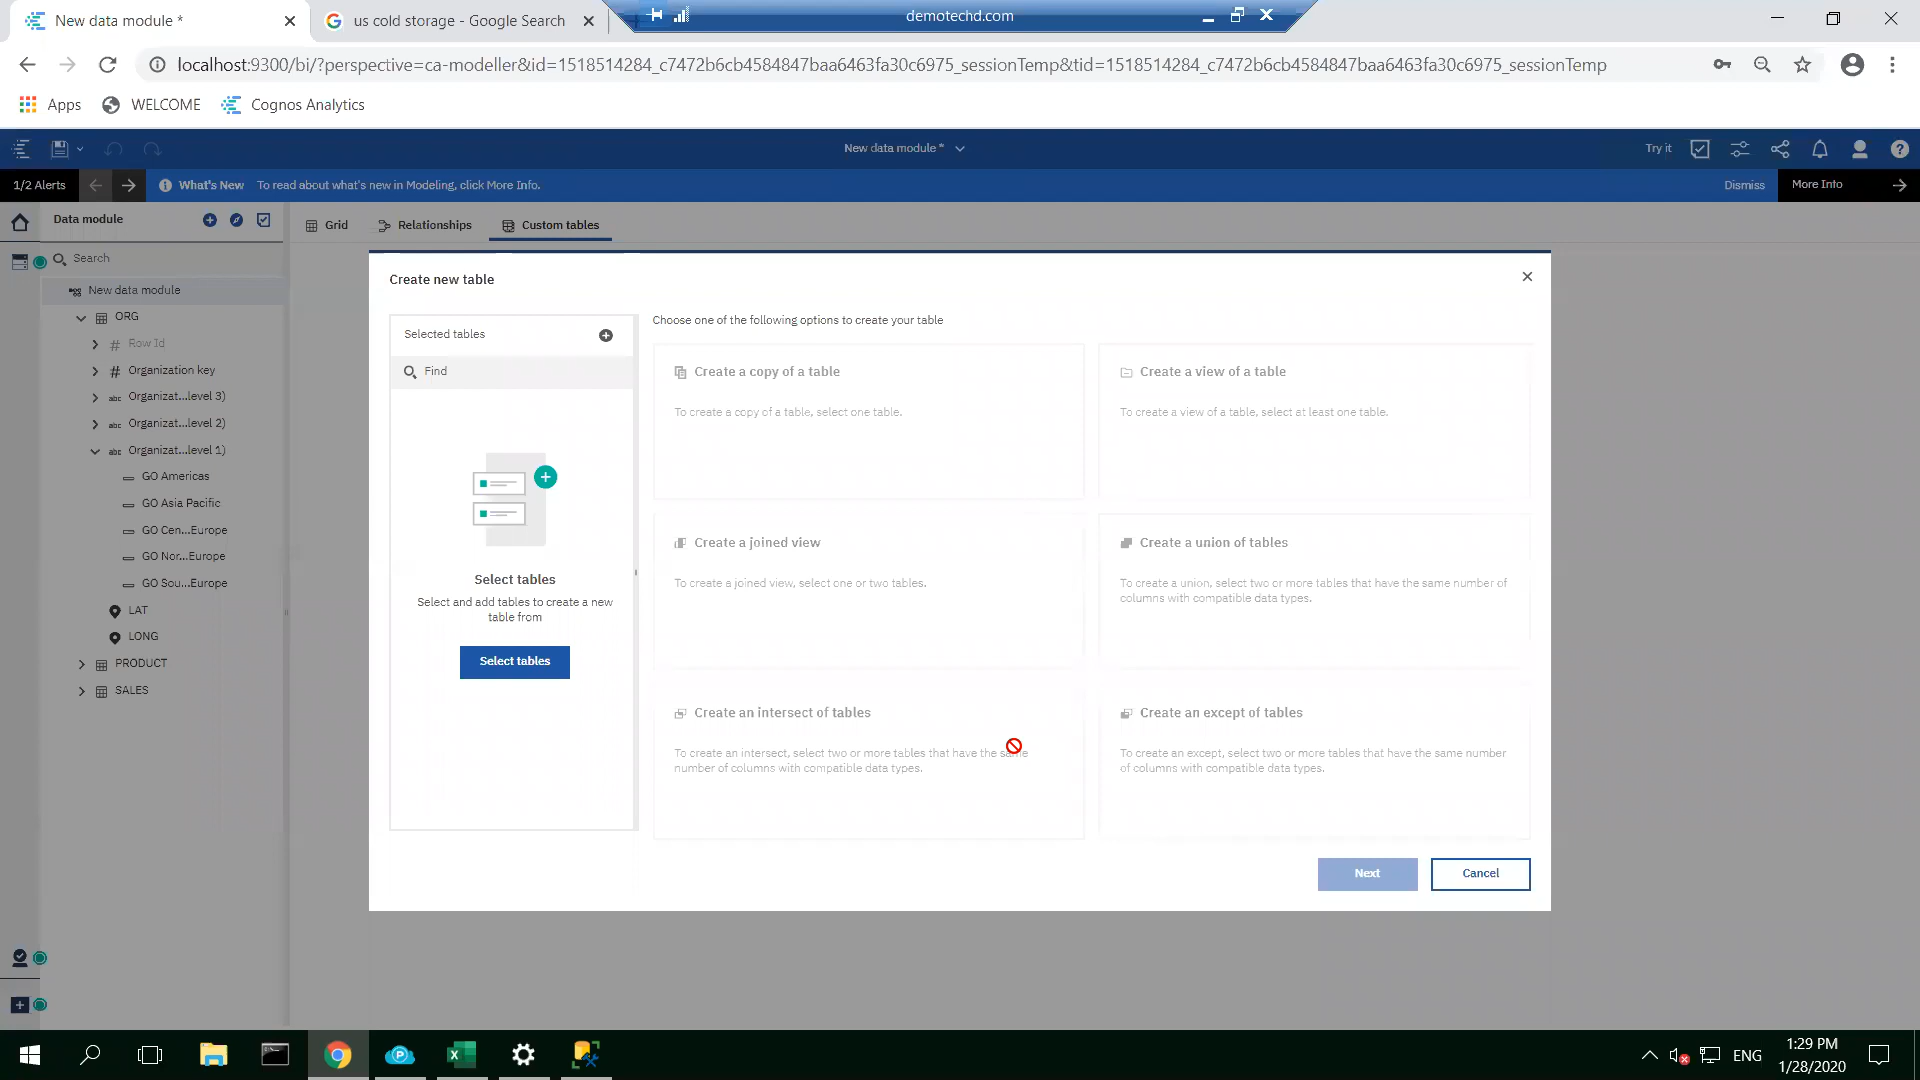 New data module *
us cold storage - Google Search
demotechd.com
localhost:9300/bi/?perspective=ca-modeller&id=1518514284_c7472b6cb4584847baa6463fa30c6975_sessionTemp&tid=1518514284_c7472b6cb4584847baa6463fa30c6975_sessionTemp
Apps
WELCOME
Cognos Analytics
New data module *
Try it
1/2 Alerts
What's New
To read about what's new in Modeling, click More Info.
Dismiss
More Info
Data module
Grid
Relationships
Custom tables
Search
New data module
ORG
# Row Id
# Organization key
abc Organizat...level 3)
abc Organizat...level 2)
abc Organizat...level 1)
GO Americas
GO Asia Pacific
GO Cen...Europe
GO Nor...Europe
GO Sou...Europe
LAT
LONG
PRODUCT
SALES
Create new table
Selected tables
Find
Select tables
Select and add tables to create a new
table from
Select tables
Choose one of the following options to create your table
Create a copy of a table
To create a copy of a table, select one table.
Create a view of a table
To create a view of a table, select at least one table.
Create a joined view
To create a joined view, select one or two tables.
Create a union of tables
To create a union, select two or more tables that have the same number of
columns with compatible data types.
Create an intersect of tables
To create an intersect, select two or more tables that have the same
number of columns with compatible data types.
Create an except of tables
To create an except, select two or more tables that have the same number
of columns with compatible data types.
Next
Cancel
ENG
1:29 PM
1/28/2020